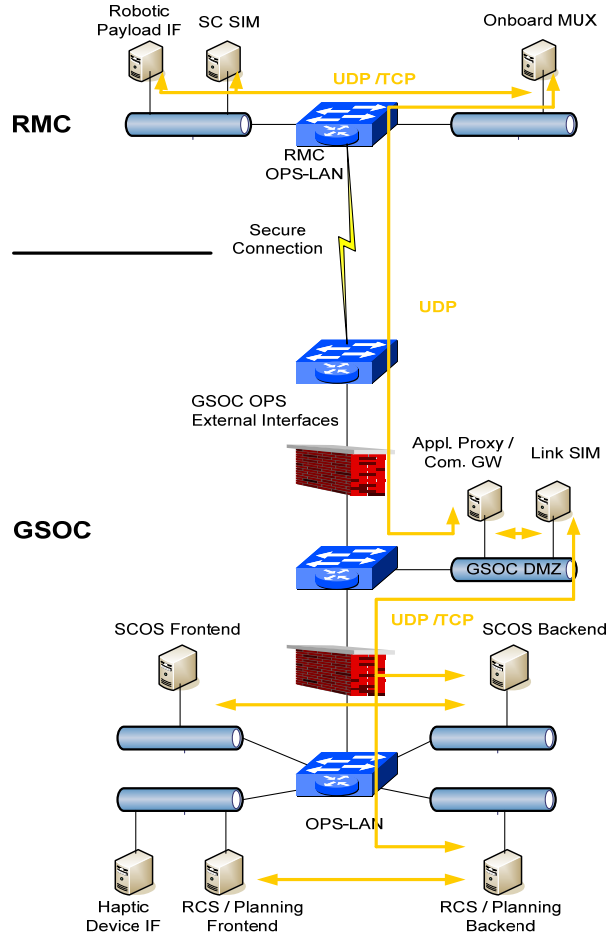 Robotic
Payload IF
SC SIM
Onboard MUX
UDP /TCP
RMC
RMC
OPS-LAN
Secure
Connection
UDP
GSOC OPS
External Interfaces
Appl. Proxy /
Com. GW
Link SIM
GSOC
GSOC DMZ
UDP /TCP
SCOS Frontend
SCOS Backend
OPS-LAN
Haptic
Device IF
RCS / Planning
Frontend
RCS / Planning
Backend